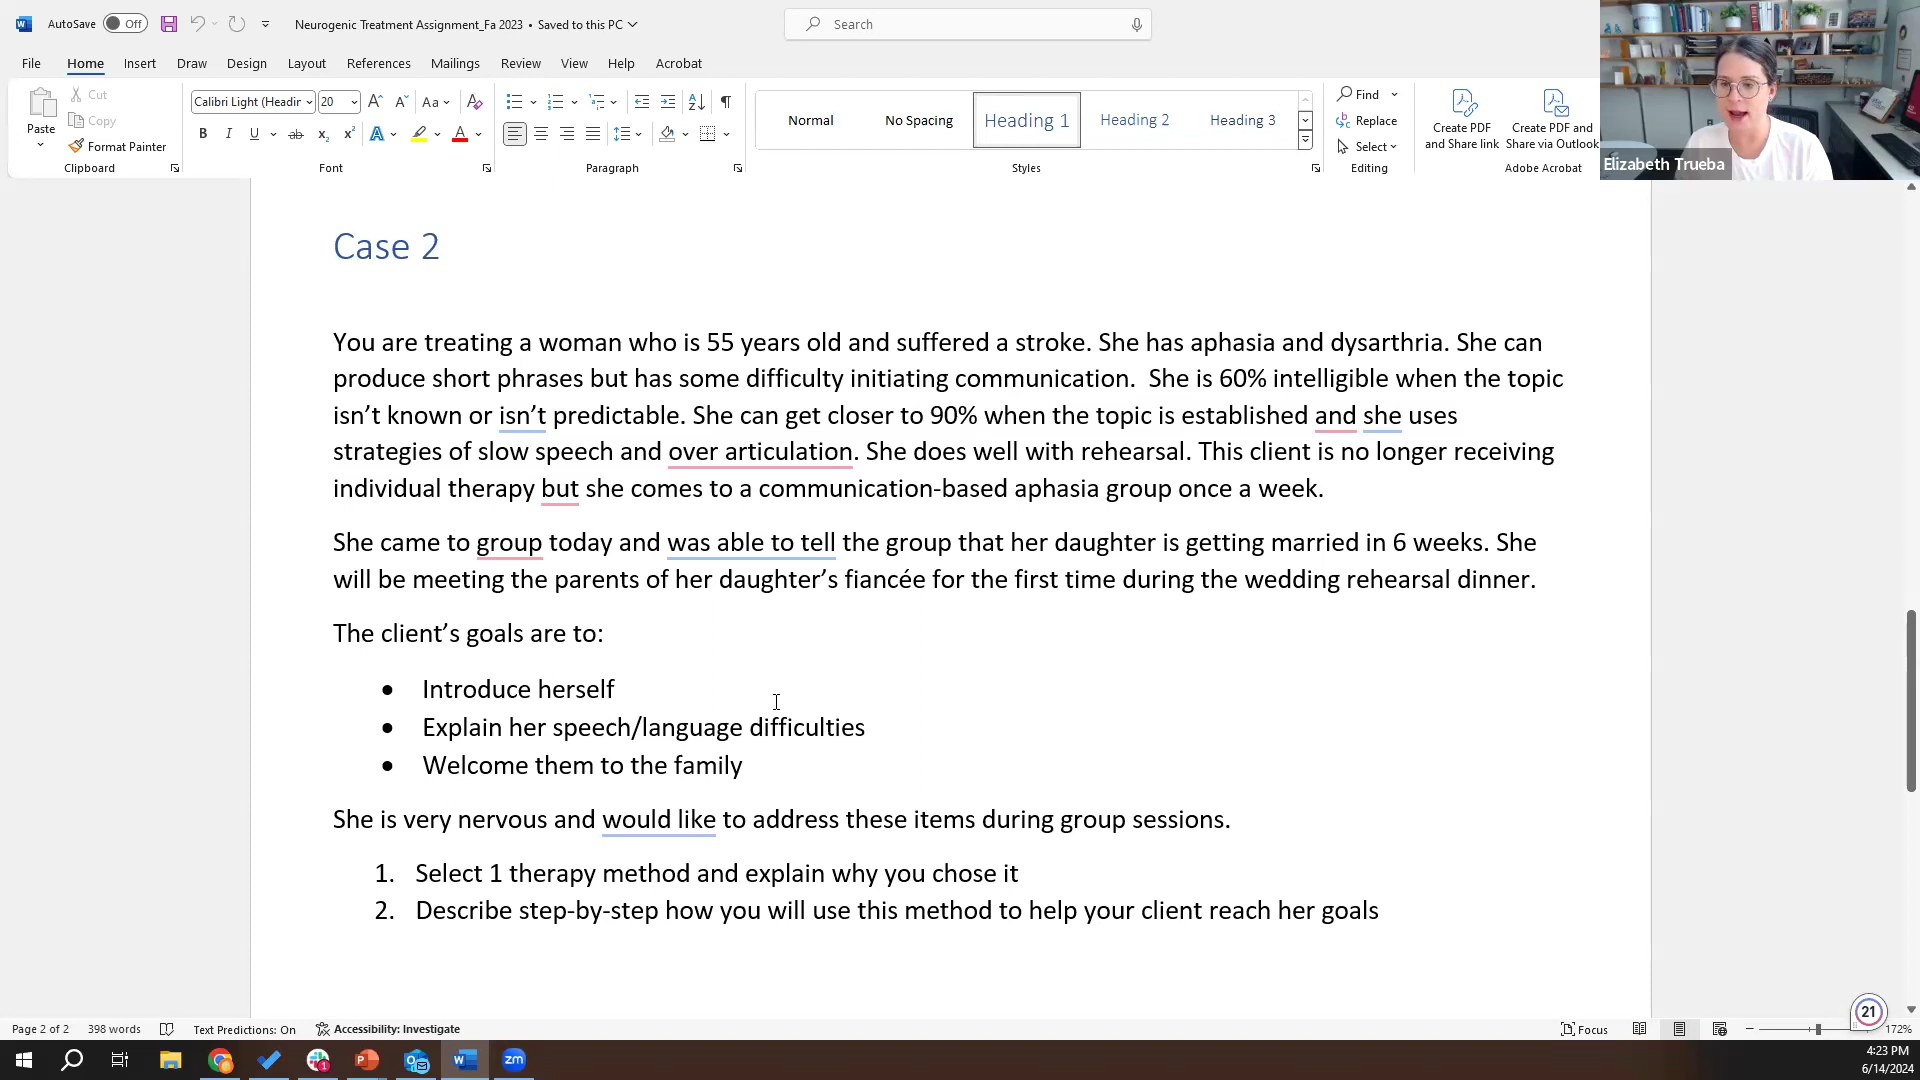 AutoSave Off Neurogenic Treatment Assignment_Fa 2023 • Saved to this PC Search
File Home Insert Draw Design Layout References Mailings Review View Help Acrobat
Paste Cut Copy Format Painter
Clipboard
Calibri Light (Headir 20
Font
Paragraph
Normal No Spacing Heading 1 Heading 2 Heading 3
Styles
Find
Replace
Select
Editing
Create PDF and Share link
Create PDF and Share via Outlook
Adobe Acrobat
Elizabeth Trueba
Case 2
You are treating a woman who is 55 years old and suffered a stroke. She has aphasia and dysarthria. She can
produce short phrases but has some difficulty initiating communication.  She is 60% intelligible when the topic
isn’t known or isn’t predictable. She can get closer to 90% when the topic is established and she uses
strategies of slow speech and over articulation. She does well with rehearsal. This client is no longer receiving
individual therapy but she comes to a communication-based aphasia group once a week.
She came to group today and was able to tell the group that her daughter is getting married in 6 weeks. She
will be meeting the parents of her daughter’s fiancée for the first time during the wedding rehearsal dinner.
The client’s goals are to:
• Introduce herself
• Explain her speech/language difficulties
• Welcome them to the family
She is very nervous and would like to address these items during group sessions.
1. Select 1 therapy method and explain why you chose it
2. Describe step-by-step how you will use this method to help your client reach her goals
21
Page 2 of 2 398 words Text Predictions: On Accessibility: Investigate Focus 172%
4:23 PM
6/14/2024